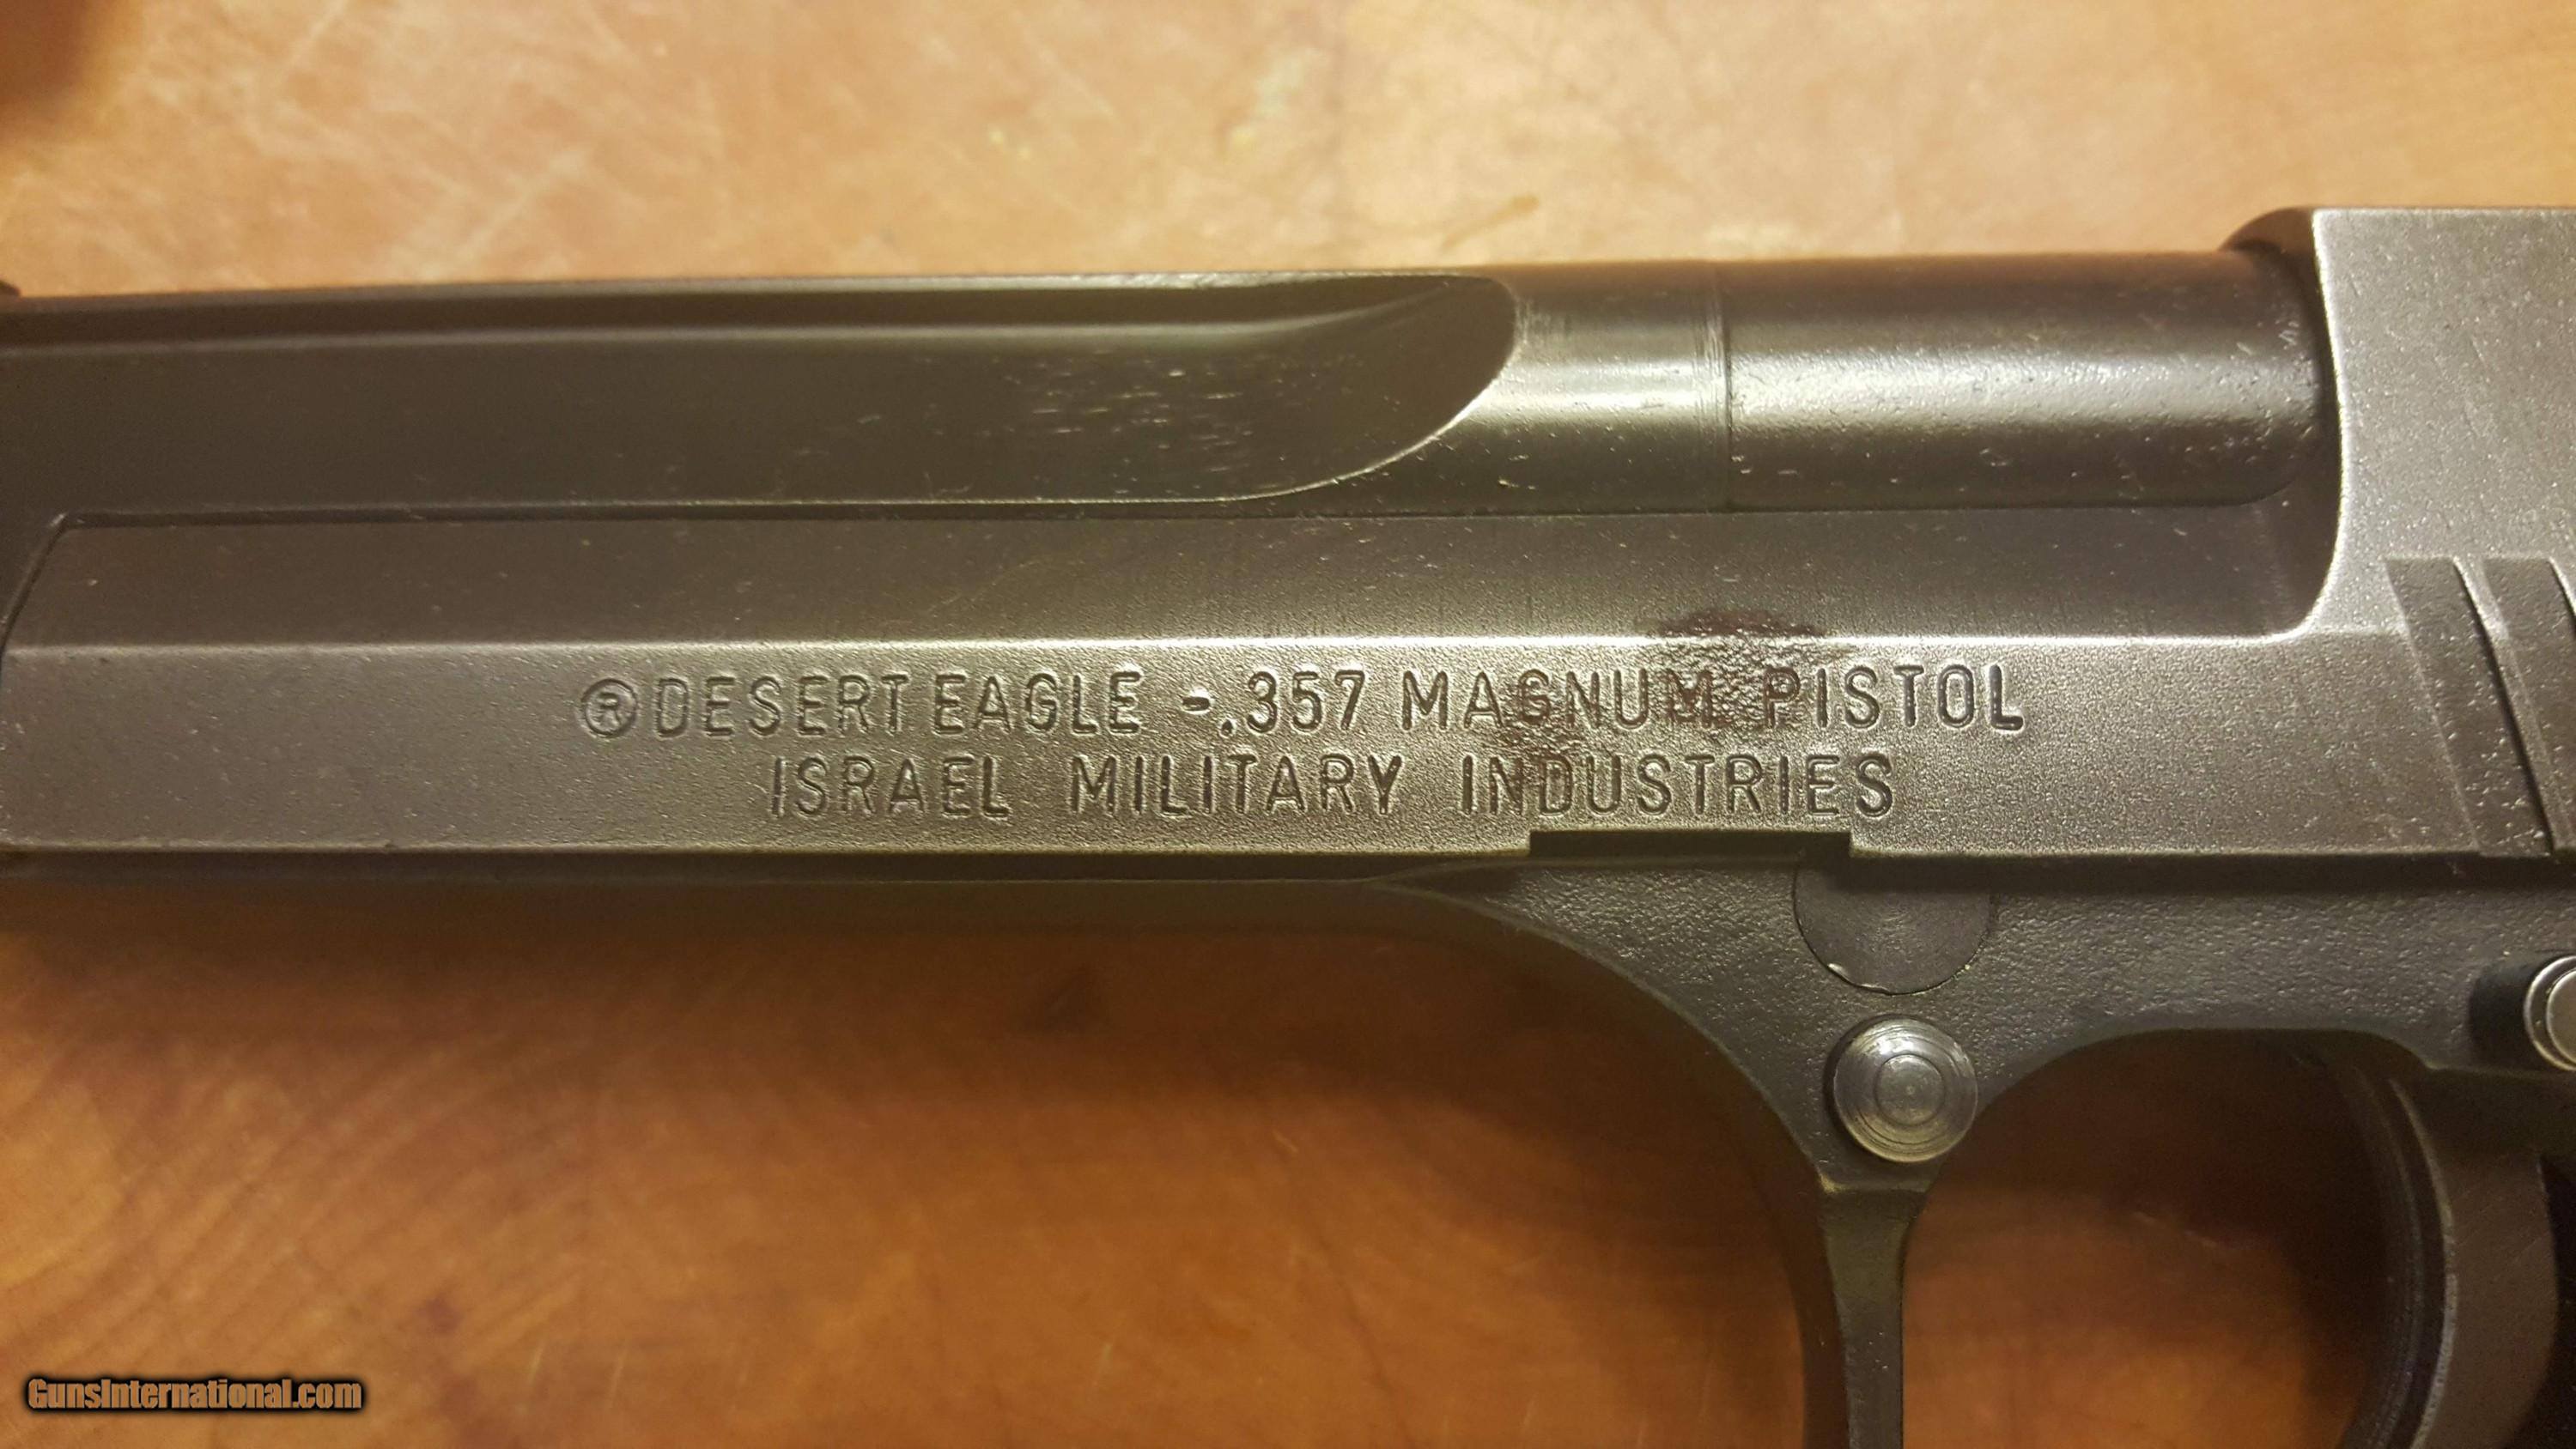 ®DESERT EAGLE -.357 MAGNUM PISTOL
ISRAEL MILITARY INDUSTRIES
GunsInternational.com